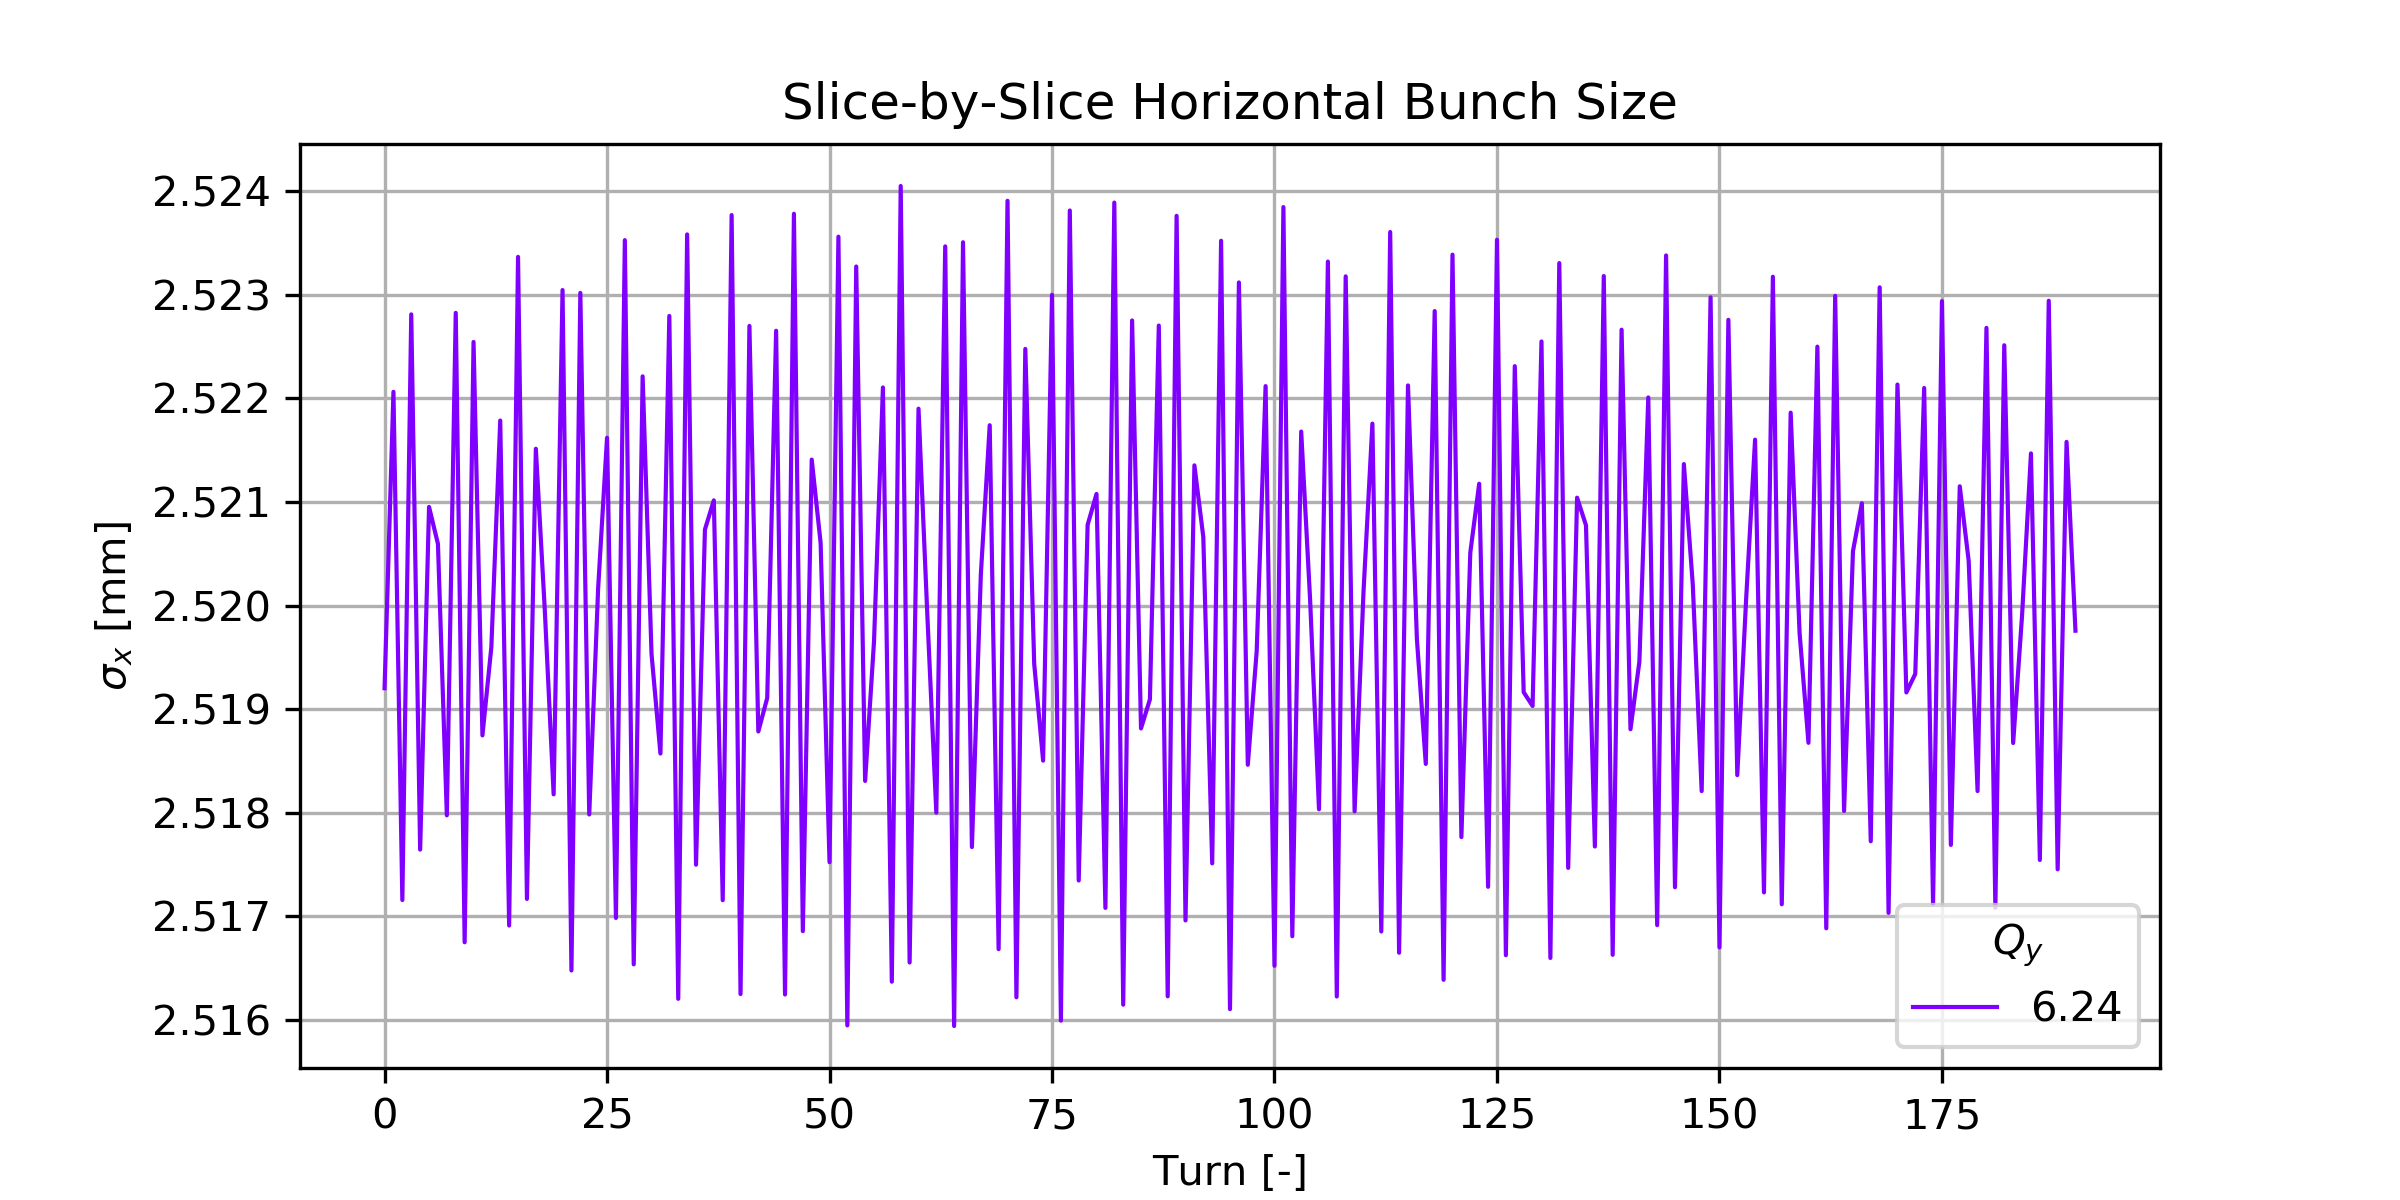 Slice-by-Slice Horizontal Bunch Size
2.524
2.523
2.522
2.521
2.520
2.519
2.518
2.517
2.516
σx [mm]
Qy
6.24
0 25 50 75 100 125 150 175
Turn [-]